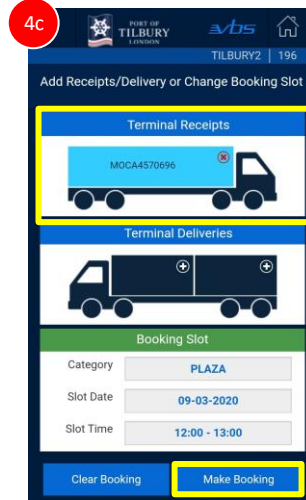 4c
PORT OF
TILBURY
LONDON
avbs
TILBURY2 | 196
Add Receipts/Delivery or Change Booking Slot
Terminal Receipts
MOCA4570696
Terminal Deliveries
Booking Slot
Category PLAZA
Slot Date 09-03-2020
Slot Time 12:00 - 13:00
Clear Booking Make Booking